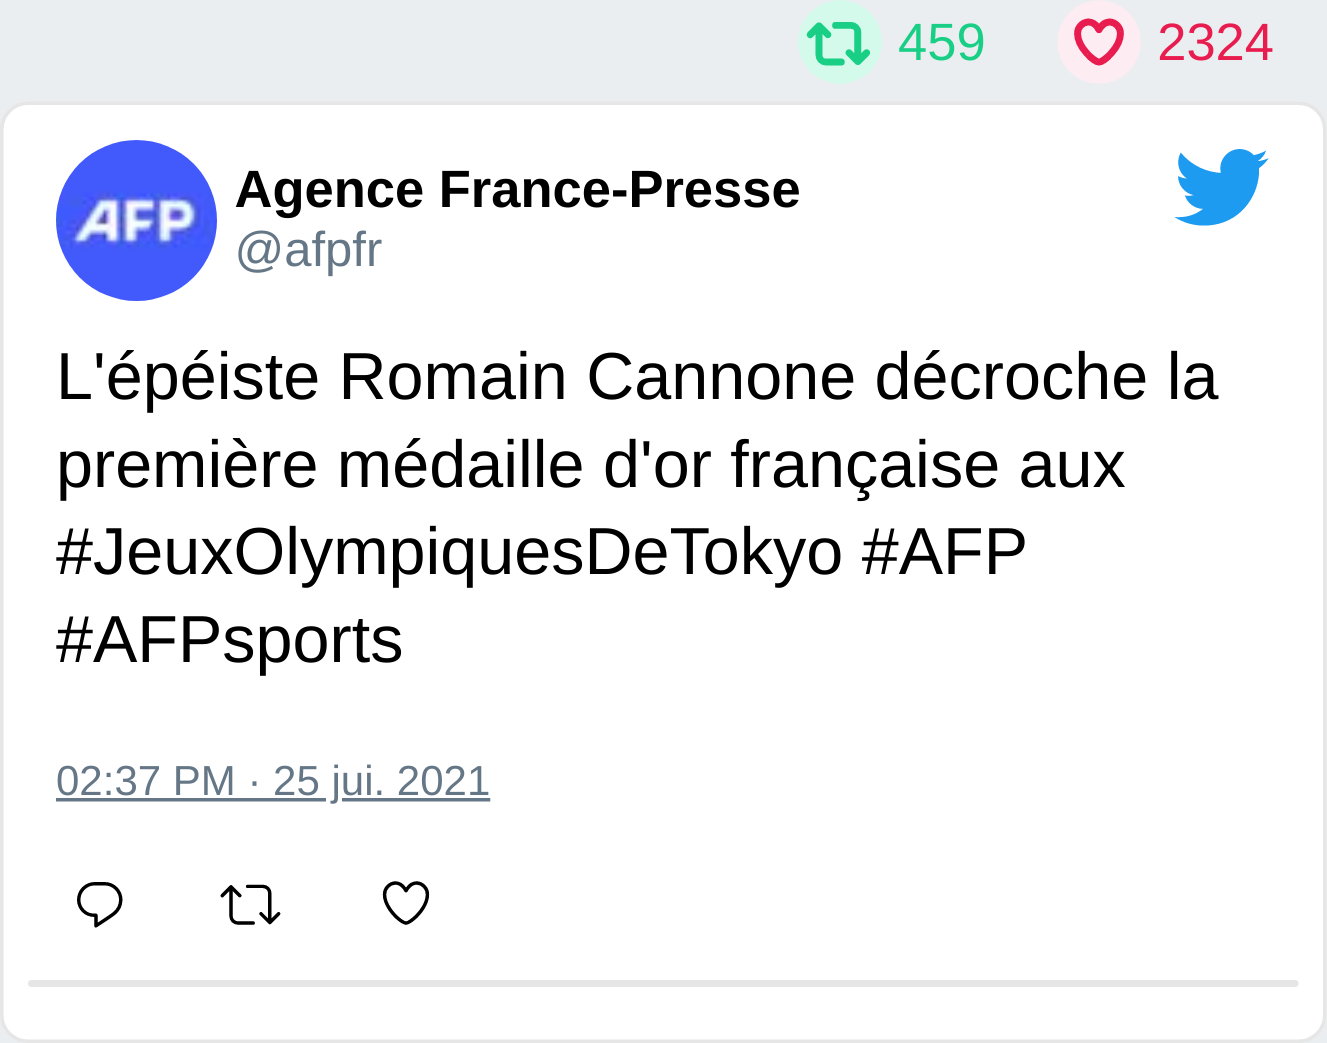 459 2324
AFP
Agence France-Presse
@afpfr
L'épéiste Romain Cannone décroche la
première médaille d'or française aux
#JeuxOlympiquesDeTokyo #AFP
#AFPsports
02:37 PM · 25 jui. 2021